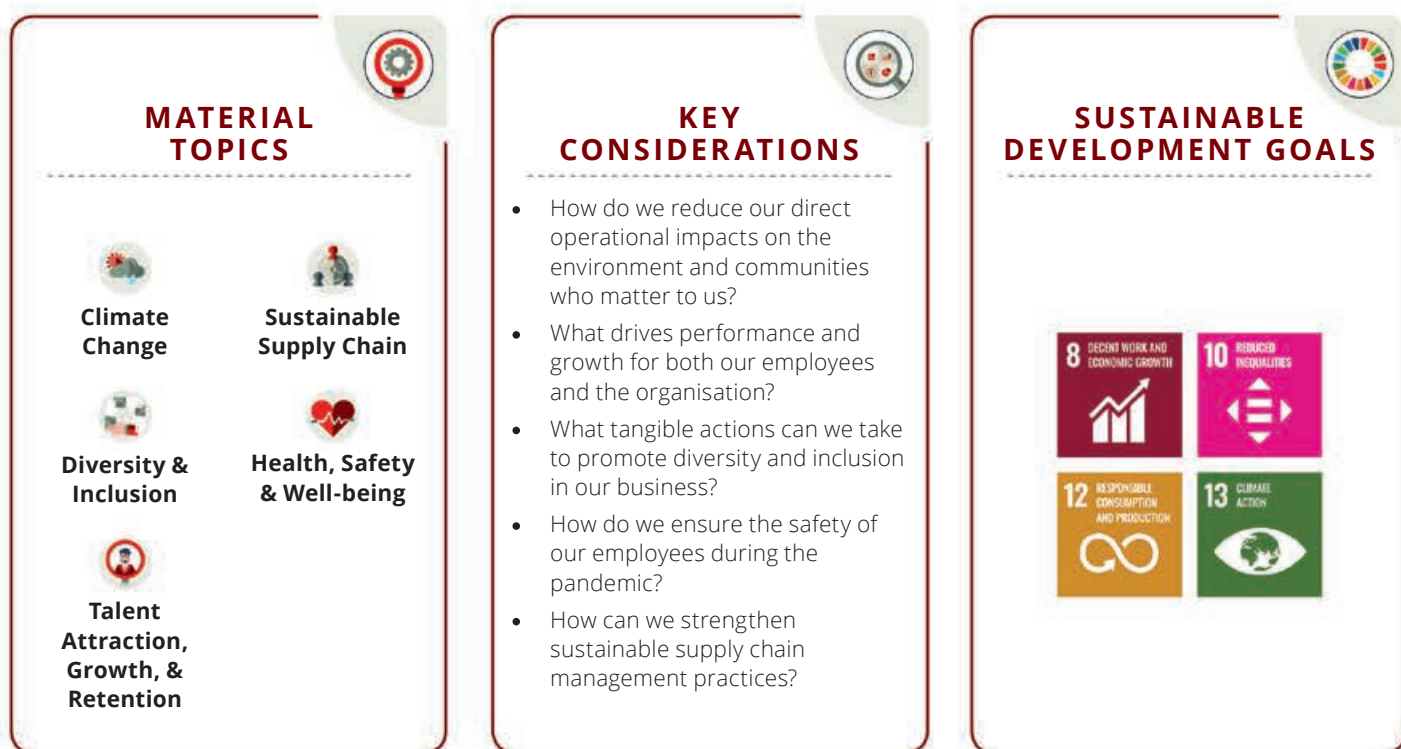 MATERIAL
TOPICS
Climate
Change
Sustainable
Supply Chain
Diversity &
Inclusion
Health, Safety
& Well-being
Talent
Attraction,
Growth, &
Retention
KEY
CONSIDERATIONS
• How do we reduce our direct
operational impacts on the
environment and communities
who matter to us?
• What drives performance and
growth for both our employees
and the organisation?
• What tangible actions can we take
to promote diversity and inclusion
in our business?
• How do we ensure the safety of
our employees during the
pandemic?
• How can we strengthen
sustainable supply chain
management practices?
SUSTAINABLE
DEVELOPMENT GOALS
8 DECENT WORK AND
ECONOMIC GROWTH
10 REDUCED
INEQUALITIES
12 RESPONSIBLE
CONSUMPTION
AND PRODUCTION
13 CLIMATE
ACTION